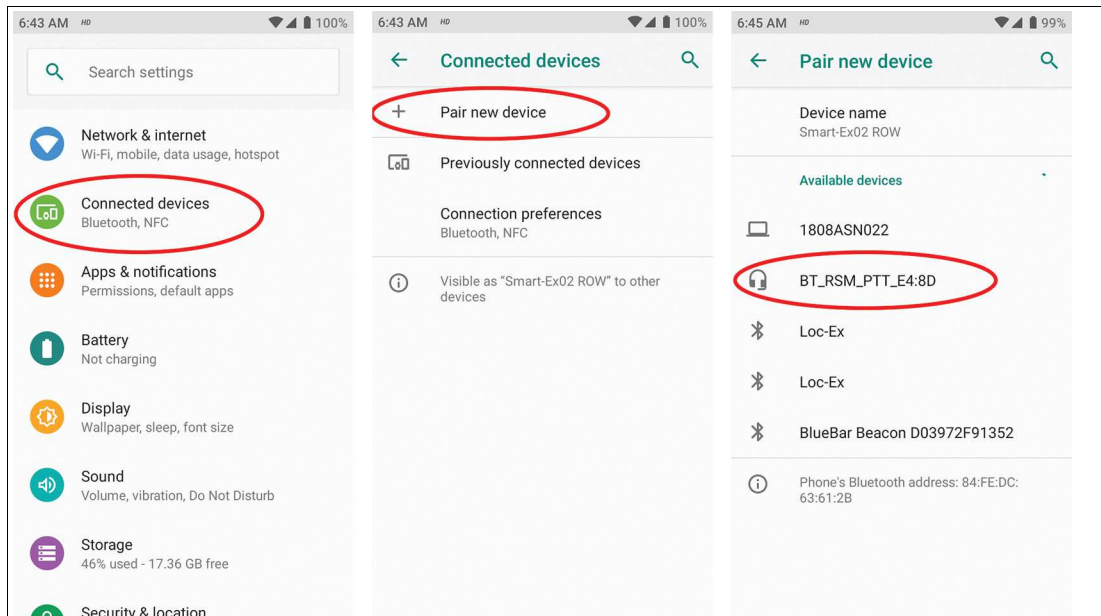 6:43 AM HD 100%
Search settings
Network & internet
Wi-Fi, mobile, data usage, hotspot
Connected devices
Bluetooth, NFC
Apps & notifications
Permissions, default apps
Battery
Not charging
Display
Wallpaper, sleep, font size
Sound
Volume, vibration, Do Not Disturb
Storage
46% used - 17.36 GB free
Security & location
6:43 AM HD 100%
Connected devices
Pair new device
Previously connected devices
Connection preferences
Bluetooth, NFC
Visible as “Smart-Ex02 ROW” to other
devices
6:45 AM HD 99%
Pair new device
Device name
Smart-Ex02 ROW
Available devices
1808ASN022
BT_RSM_PTT_E4:8D
Loc-Ex
Loc-Ex
BlueBar Beacon D03972F91352
Phone's Bluetooth address: 84:FE:DC:
63:61:2B